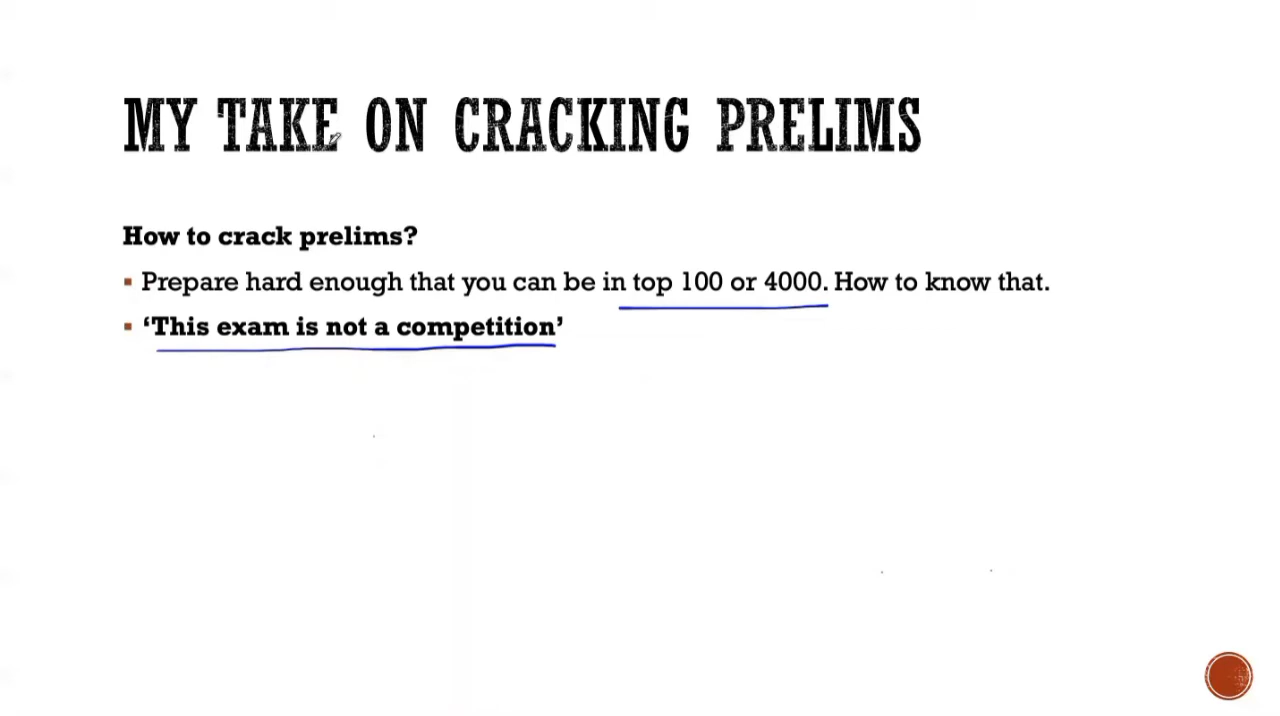 MY TAKE ON CRACKING PRELIMS
How to crack prelims?
▪ Prepare hard enough that you can be in top 100 or 4000. How to know that.
▪ ‘This exam is not a competition’